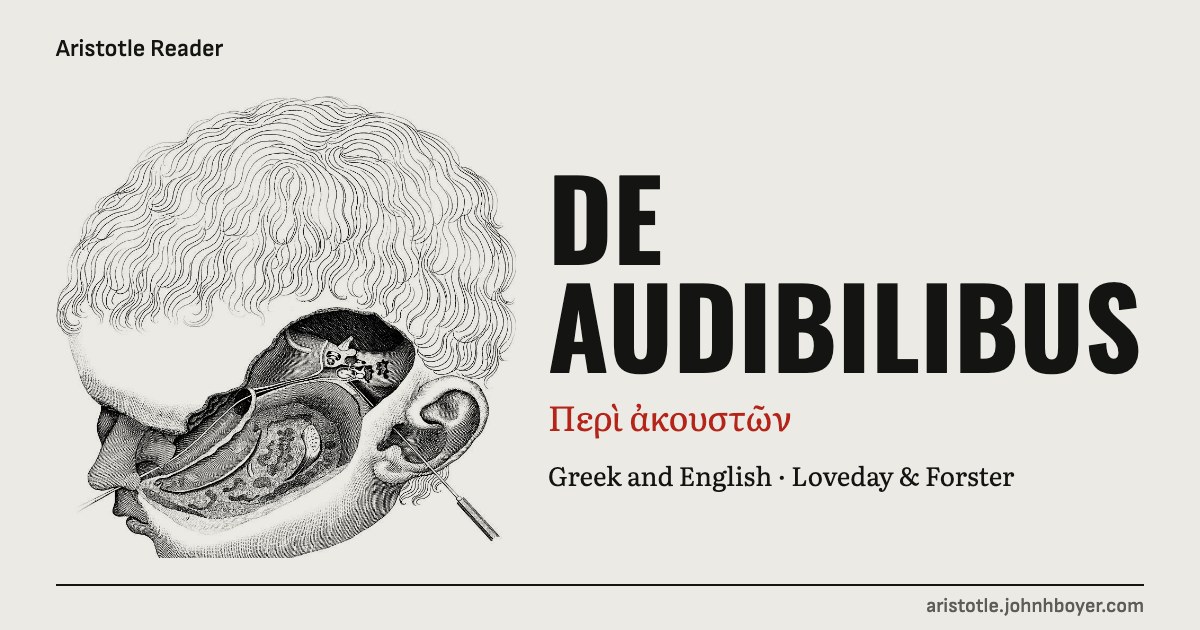 Aristotle Reader
DE
AUDIBILIBUS
Περὶ ἀκουστῶν
Greek and English · Loveday & Forster
aristotle.johnhboyer.com